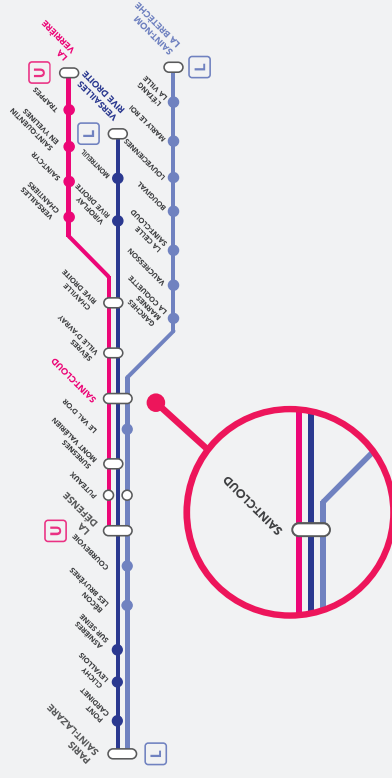 LA
VERRIÈRE
U
TRAPPES
SAINT-QUENTIN
EN YVELINES
SAINT-CYR
VERSAILLES
CHANTIERS
VERSAILLES
RIVE DROITE
L
MONTREUIL
VIROFLAY
RIVE DROITE
SAINT-NOM
LA BRETÈCHE
L
L'ÉTANG
LA VILLE
MARLY LE ROI
LOUVECIENNES
BOUGIVAL
LA CELLE
SAINT-CLOUD
VAUCRESSON
GARCHES
MARNES
LA COQUETTE
CHAVILLE
RIVE DROITE
SÈVRES
VILLE D'AVRAY
SAINT-CLOUD
LE VAL D'OR
SURESNES
MONT VALÉRIEN
PUTEAUX
LA
DÉFENSE
U
COURBEVOIE
BÉCON
LES BRUYÈRES
ASNIÈRES
SUR SEINE
CLICHY
LEVALLOIS
PONT
CARDINET
PARIS
SAINT-LAZARE
L
SAINT-CLOUD